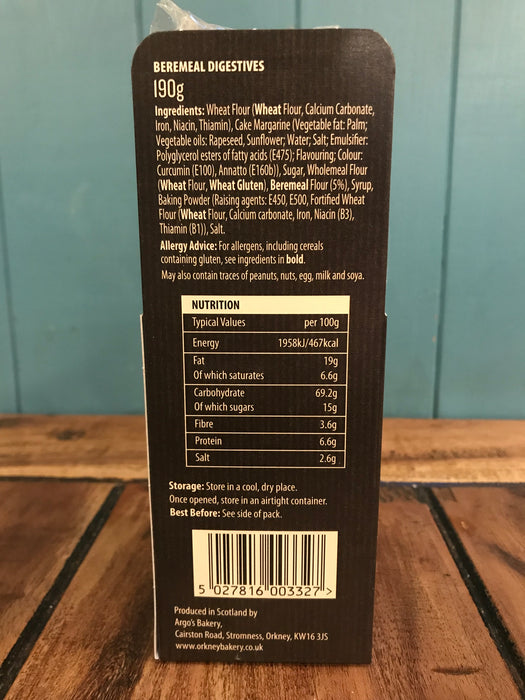 BEREMEAL DIGESTIVES
190g
Ingredients: Wheat Flour (Wheat Flour, Calcium Carbonate,
Iron, Niacin, Thiamin), Cake Margarine (Vegetable fat: Palm;
Vegetable oils: Rapeseed, Sunflower; Water; Salt; Emulsifier:
Polyglycerol esters of fatty acids (E475); Flavouring; Colour:
Curcumin (E100), Annatto (E160b)), Sugar, Wholemeal Flour
(Wheat Flour, Wheat Gluten), Beremeal Flour (5%), Syrup,
Baking Powder (Raising agents: E450, E500, Fortified Wheat
Flour (Wheat Flour, Calcium carbonate, Iron, Niacin (B3),
Thiamin (B1)), Salt.
Allergy Advice: For allergens, including cereals
containing gluten, see ingredients in bold.
May also contain traces of peanuts, nuts, egg, milk and soya.
NUTRITION
Typical Values per 100g
Energy 1958kJ/467kcal
Fat 19g
Of which saturates 6.6g
Carbohydrate 69.2g
Of which sugars 15g
Fibre 3.6g
Protein 6.6g
Salt 2.6g
Storage: Store in a cool, dry place.
Once opened, store in an airtight container.
Best Before: See side of pack.
5 027816 003327 >
Produced in Scotland by
Argo's Bakery,
Cairston Road, Stromness, Orkney, KW16 3JS
www.orkneybakery.co.uk